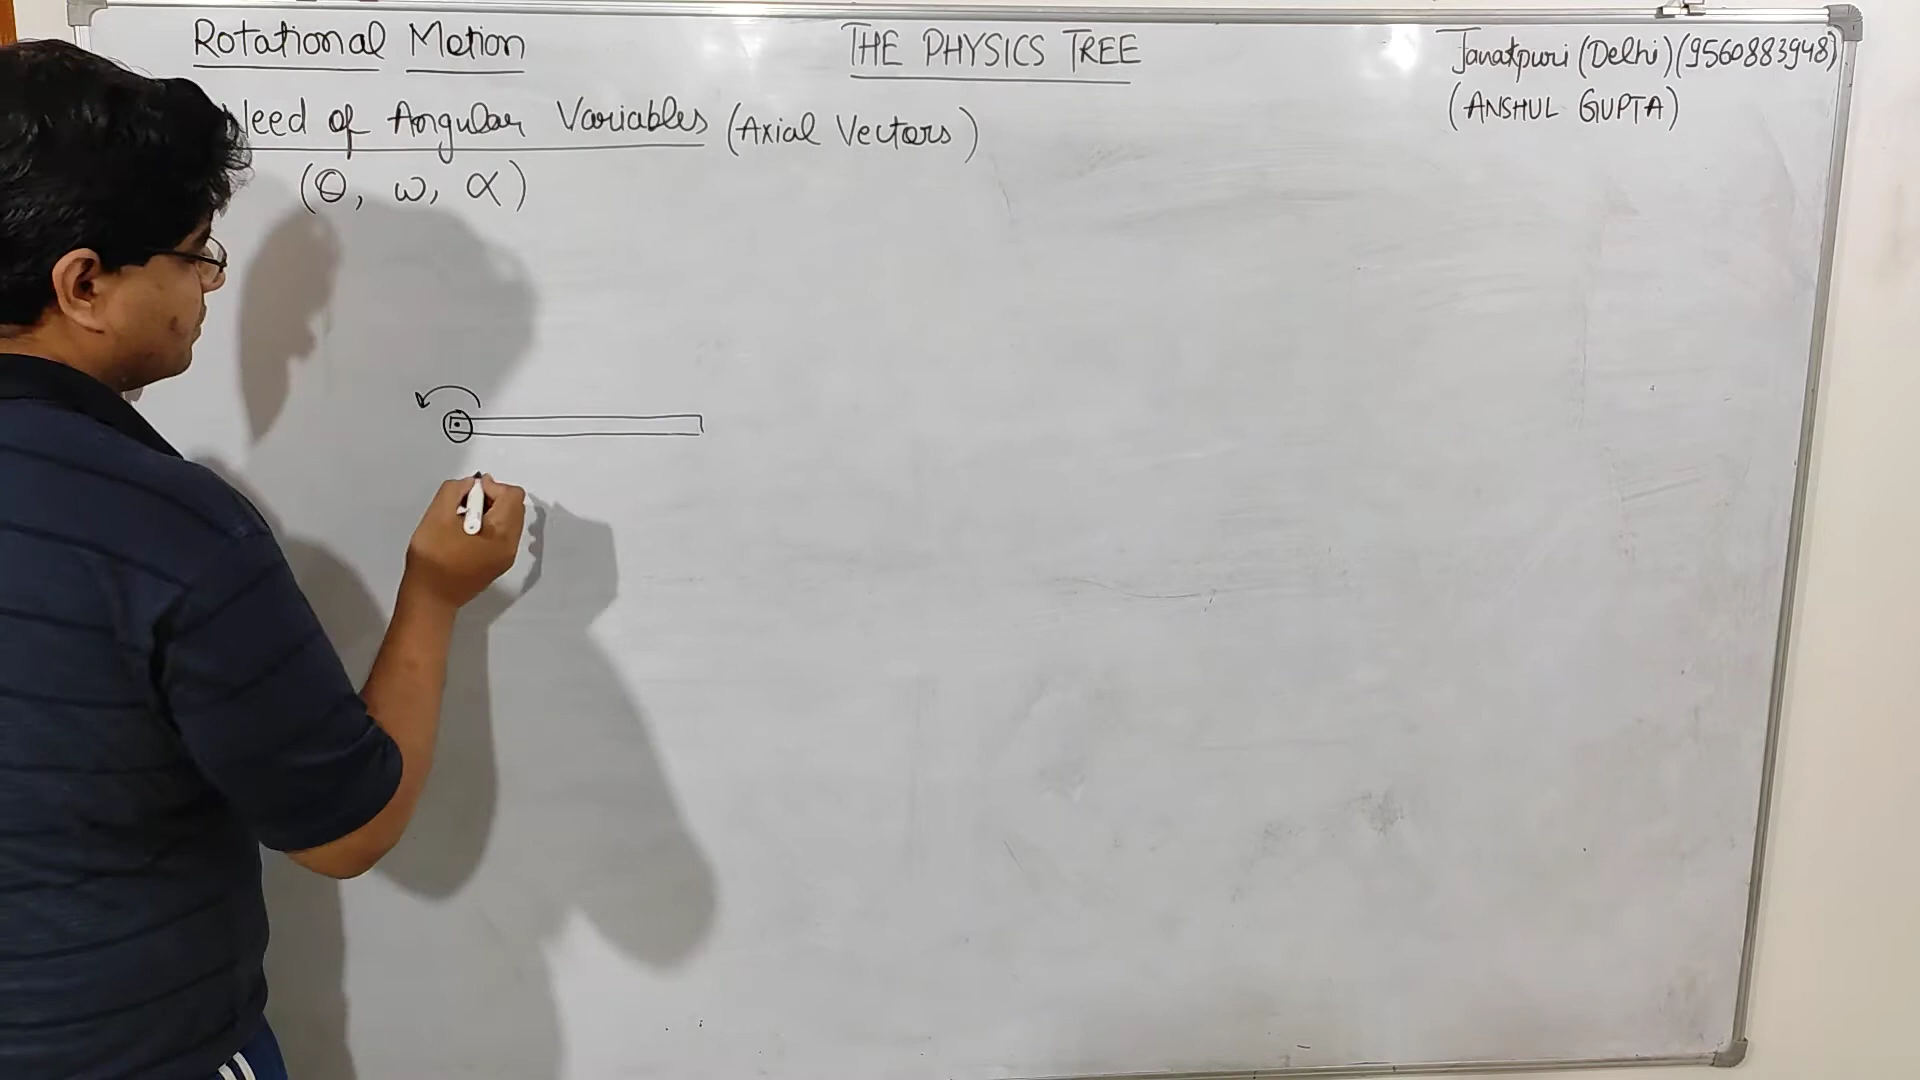 Rotational Motion
THE PHYSICS TREE
Janakpuri (Delhi) (9560883948)
(ANSHUL GUPTA)
Need of Angular Variables (Axial Vectors)
(θ, ω, α)